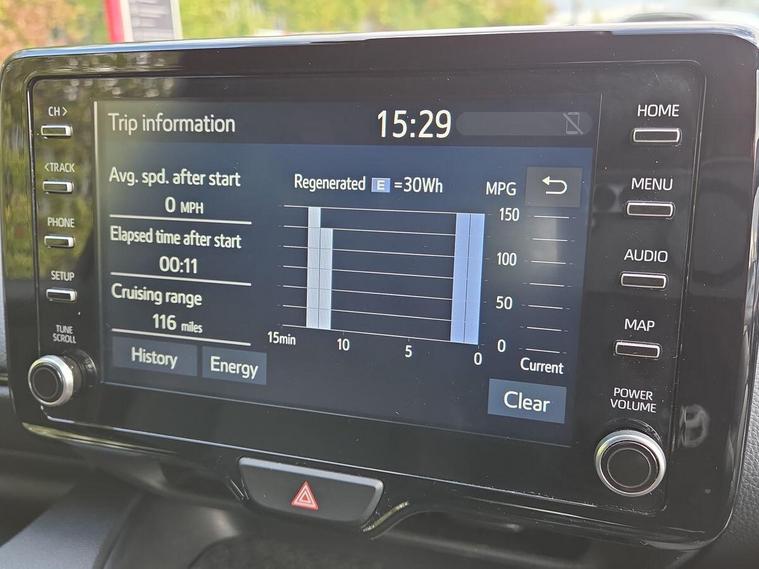 CH >
< TRACK
PHONE
SETUP
TUNE
SCROLL
Trip information
15:29
Avg. spd. after start
0 MPH
Elapsed time after start
00:11
Cruising range
116 miles
History
Energy
Regenerated E =30Wh
MPG
150
100
50
0
15min
10
5
0
Current
Clear
HOME
MENU
AUDIO
MAP
POWER
VOLUME